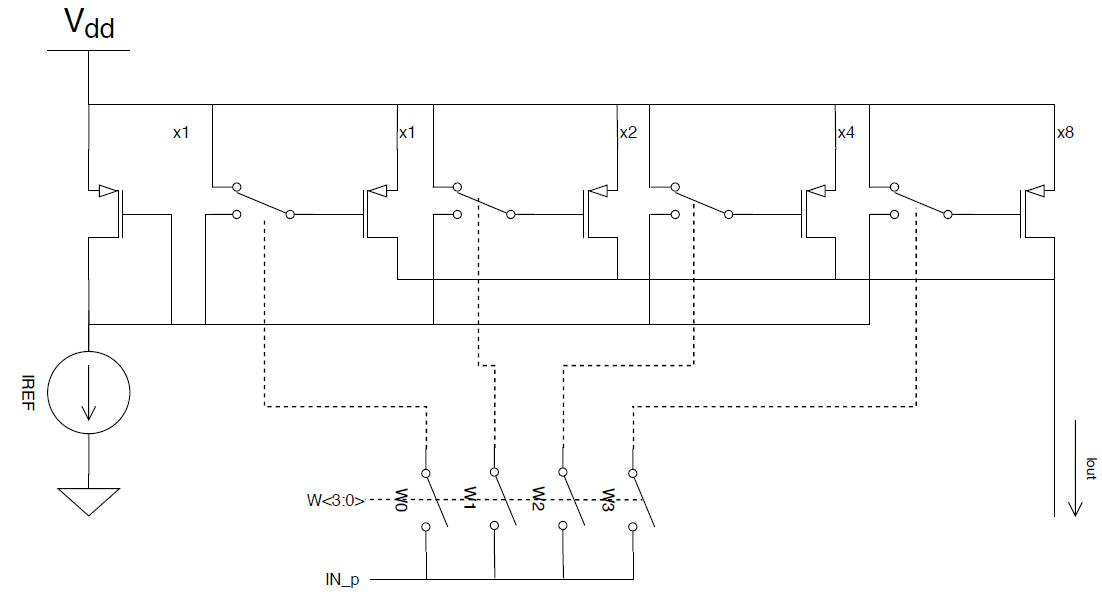 Vdd
x1
x1
x2
x4
x8
IREF
Iout
W<3:0>
W0
W1
W2
W3
IN_p